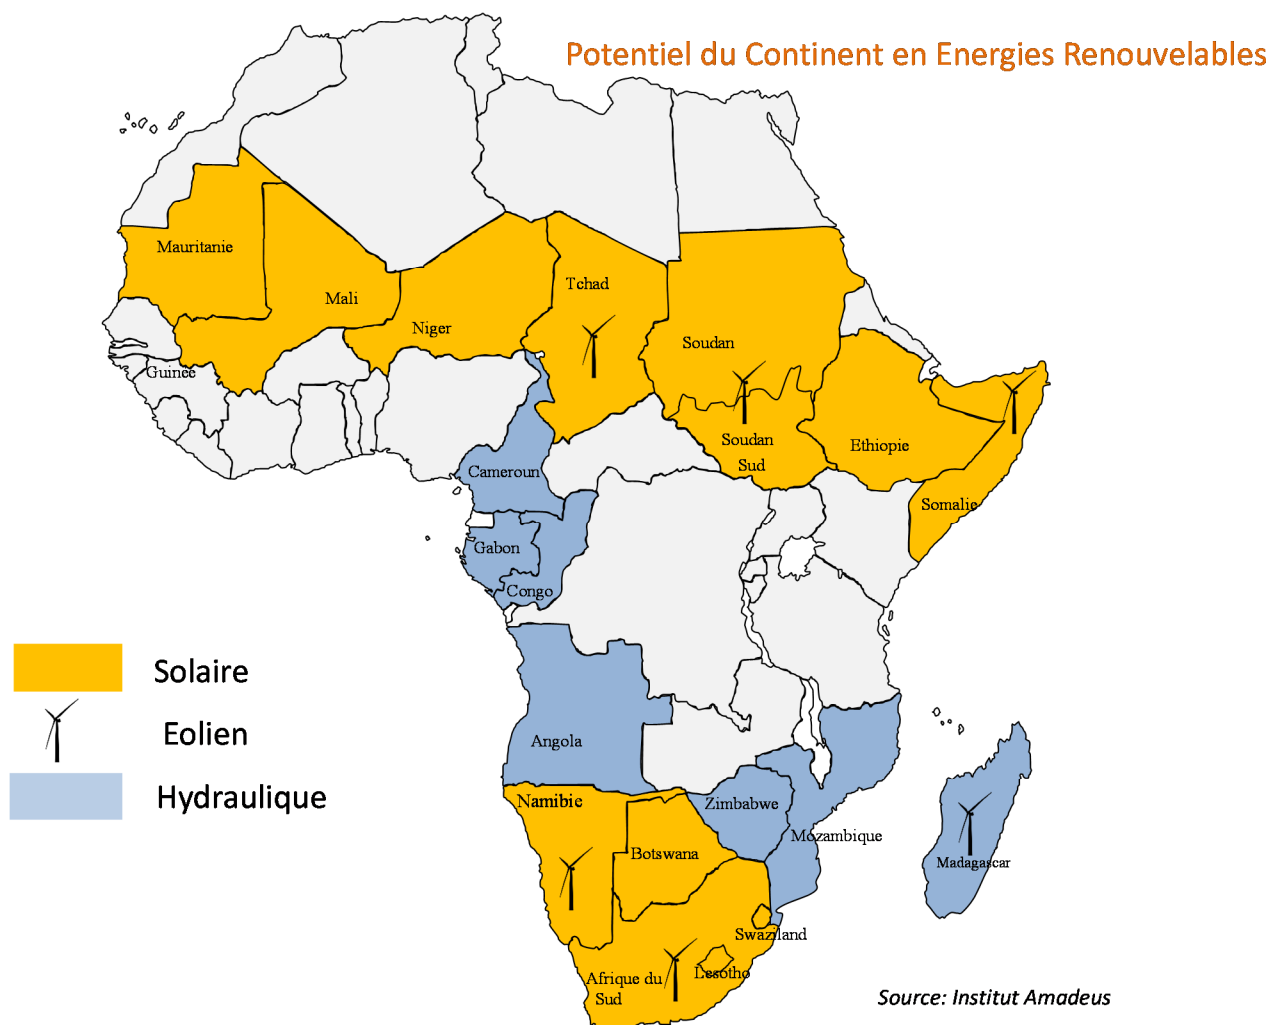 Potentiel du Continent en Energies Renouvelables
Mauritanie
Mali
Niger
Tchad
Soudan
Guineé
Soudan
Sud
Ethiopie
Somalie
Cameroun
Gabon
Congo
Solaire
Eolien
Hydraulique
Angola
Namibie
Zimbabwe
Mozambique
Botswana
Madagascar
Swaziland
Lesotho
Afrique du
Sud
Source: Institut Amadeus